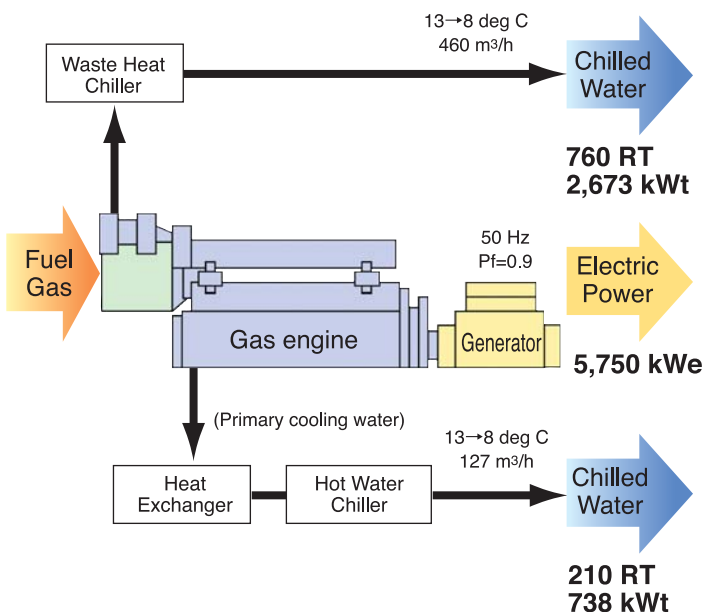 13→8 deg C
460 m³/h
Waste Heat
Chiller
Chilled
Water
760 RT
2,673 kWt
Fuel
Gas
50 Hz
Pf=0.9
Electric
Power
Gas engine
Generator
5,750 kWe
(Primary cooling water)
13→8 deg C
127 m³/h
Heat
Exchanger
Hot Water
Chiller
Chilled
Water
210 RT
738 kWt